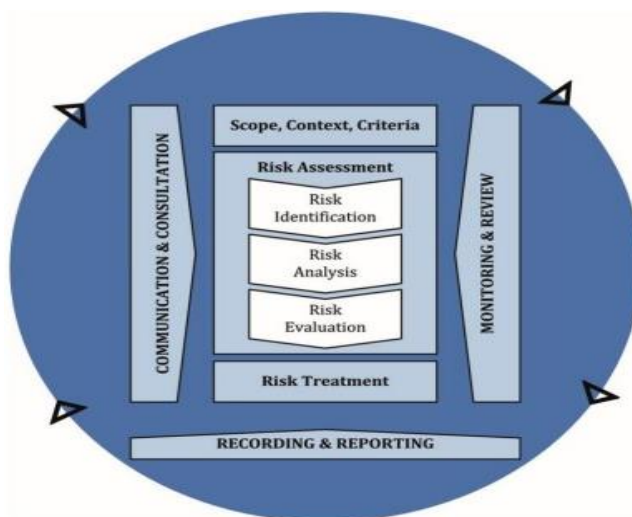 Scope, Context, Criteria
Risk Assessment
Risk
Identification
Risk
Analysis
Risk
Evaluation
Risk Treatment
COMMUNICATION & CONSULTATION
MONITORING & REVIEW
RECORDING & REPORTING